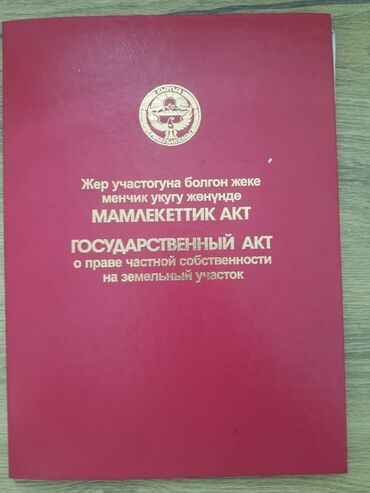 Жер участогуна болгон жеке
менчик укугу жөнүндө
МАМЛЕКЕТТИК АКТ
ГОСУДАРСТВЕННЫЙ АКТ
о праве частной собственности
на земельный участок